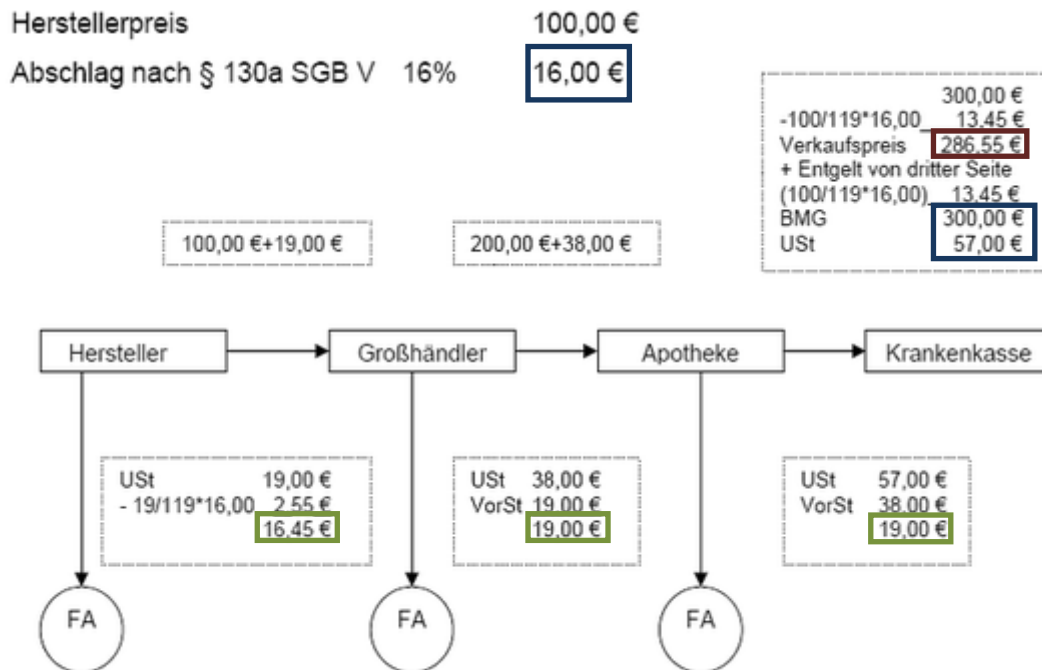 Herstellerpreis 100,00 €
Abschlag nach § 130a SGB V 16% 16,00 €
300,00 €
-100/119*16,00 13,45 €
Verkaufspreis 286,55 €
+ Entgelt von dritter Seite
(100/119*16,00) 13,45 €
BMG 300,00 €
USt 57,00 €
100,00 €+19,00 €
200,00 €+38,00 €
Hersteller
Großhändler
Apotheke
Krankenkasse
USt 19,00 €
- 19/119*16,00 2,55 €
16,45 €
USt 38,00 €
VorSt 19,00 €
19,00 €
USt 57,00 €
VorSt 38,00 €
19,00 €
FA
FA
FA